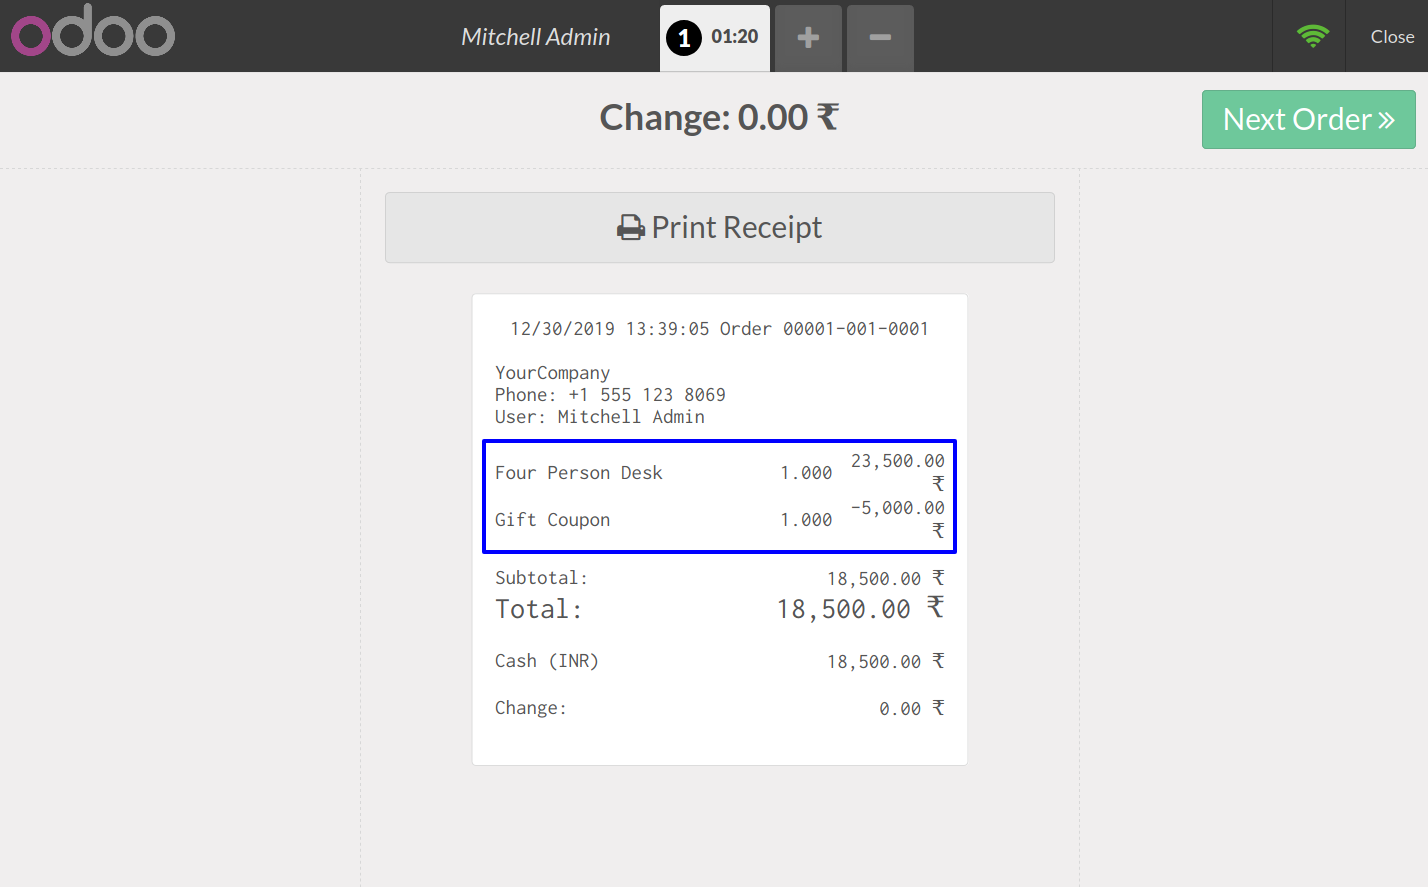 odoo
Mitchell Admin
1 01:20
Close
Change: 0.00 ₹
Next Order »
Print Receipt
12/30/2019 13:39:05 Order 00001-001-0001
YourCompany
Phone: +1 555 123 8069
User: Mitchell Admin
Four Person Desk 1.000 23,500.00 ₹
Gift Coupon 1.000 -5,000.00 ₹
Subtotal: 18,500.00 ₹
Total: 18,500.00 ₹
Cash (INR) 18,500.00 ₹
Change: 0.00 ₹